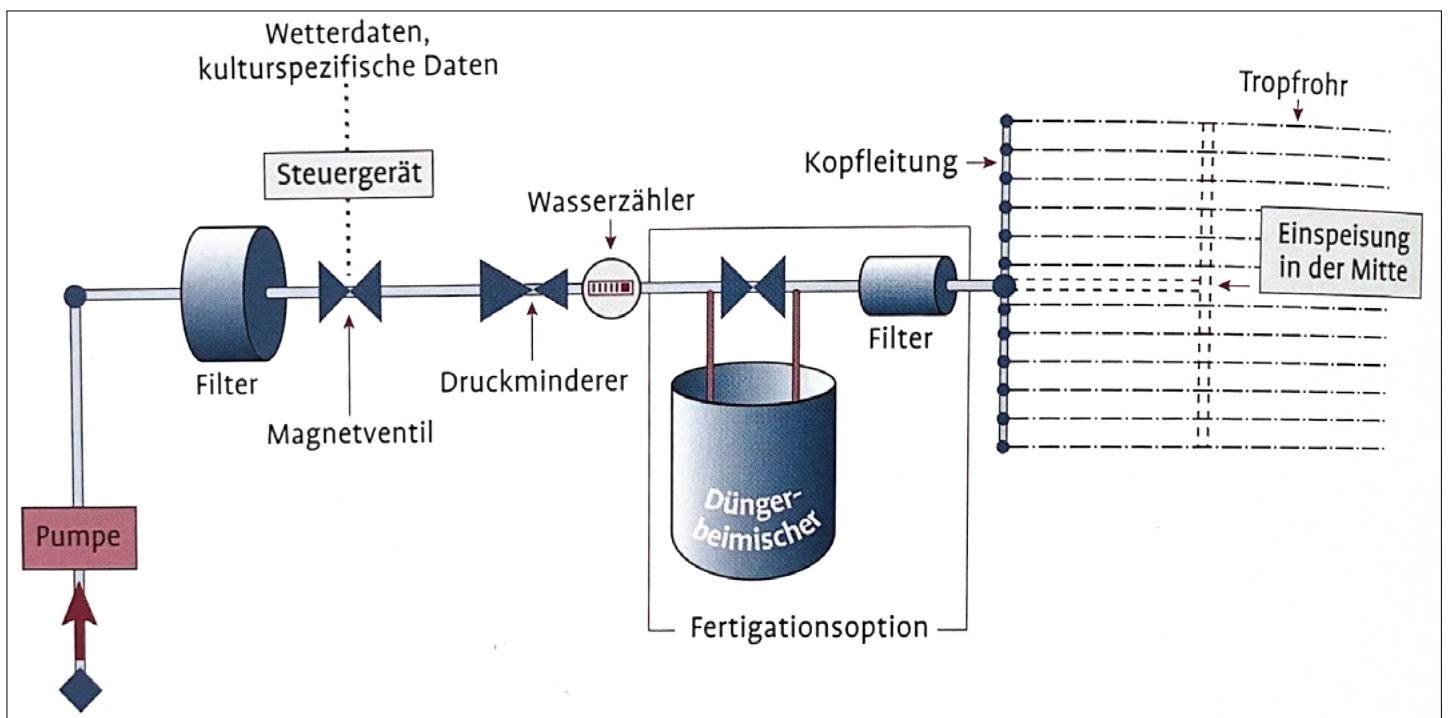 Wetterdaten,
kulturspezifische Daten
Steuergerät
Wasserzähler
Kopfleitung
Tropfrohr
Einspeisung
in der Mitte
Filter
Magnetventil
Druckminderer
Filter
Dünger-
beimischer
Pumpe
Fertigationsoption